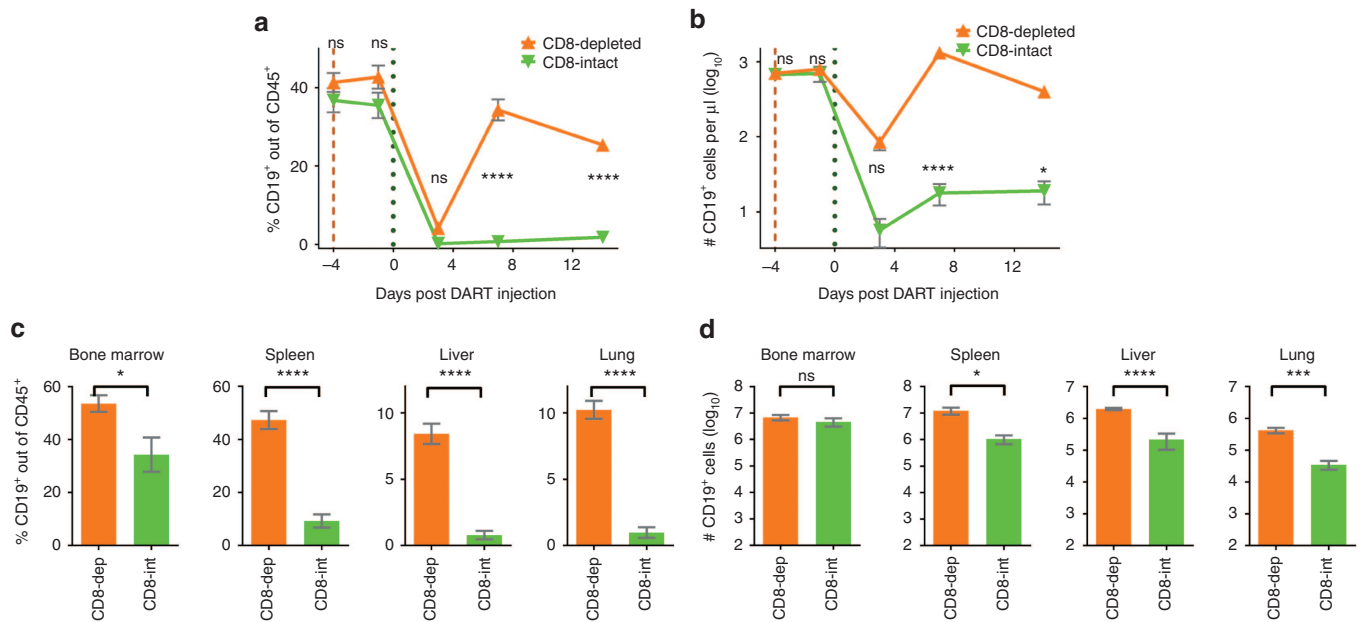 a
CD8-depleted
CD8-intact
% CD19⁺ out of CD45⁺
40
20
0
ns
ns
ns
****
****
–4
0
4
8
12
Days post DART injection
b
CD8-depleted
CD8-intact
# CD19⁺ cells per µl (log₁₀)
3
2
1
ns
ns
ns
****
*
–4
0
4
8
12
Days post DART injection
c
% CD19⁺ out of CD45⁺
Bone marrow
*
60
40
20
0
CD8-dep
CD8-int
Spleen
****
60
40
20
0
CD8-dep
CD8-int
Liver
****
10
5
0
CD8-dep
CD8-int
Lung
****
10
5
0
CD8-dep
CD8-int
d
# CD19⁺ cells (log₁₀)
Bone marrow
ns
8
7
6
5
4
3
2
CD8-dep
CD8-int
Spleen
*
8
7
6
5
4
3
2
CD8-dep
CD8-int
Liver
****
7
6
5
4
3
2
CD8-dep
CD8-int
Lung
***
7
6
5
4
3
2
CD8-dep
CD8-int